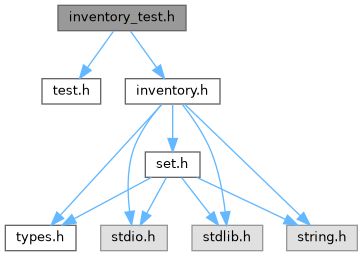 inventory_test.h
test.h
inventory.h
set.h
types.h
stdio.h
stdlib.h
string.h